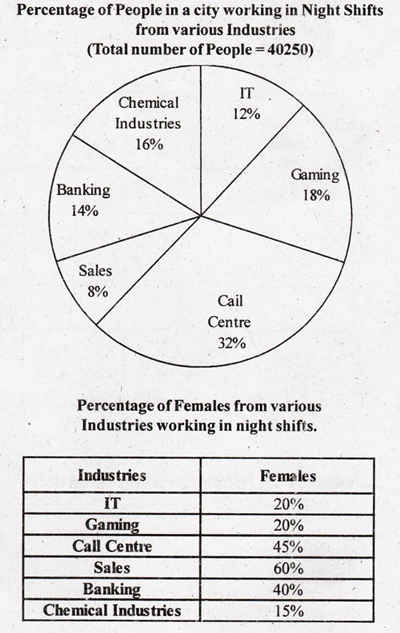 Percentage of People in a city working in Night Shifts
from various Industries
(Total number of People = 40250)
IT
12%
Chemical
Industries
16%
Gaming
18%
Banking
14%
Sales
8%
Cail
Centre
32%
Percentage of Females from various
Industries working in night shifts.
Industries Females
IT 20%
Gaming 20%
Call Centre 45%
Sales 60%
Banking 40%
Chemical Industries 15%